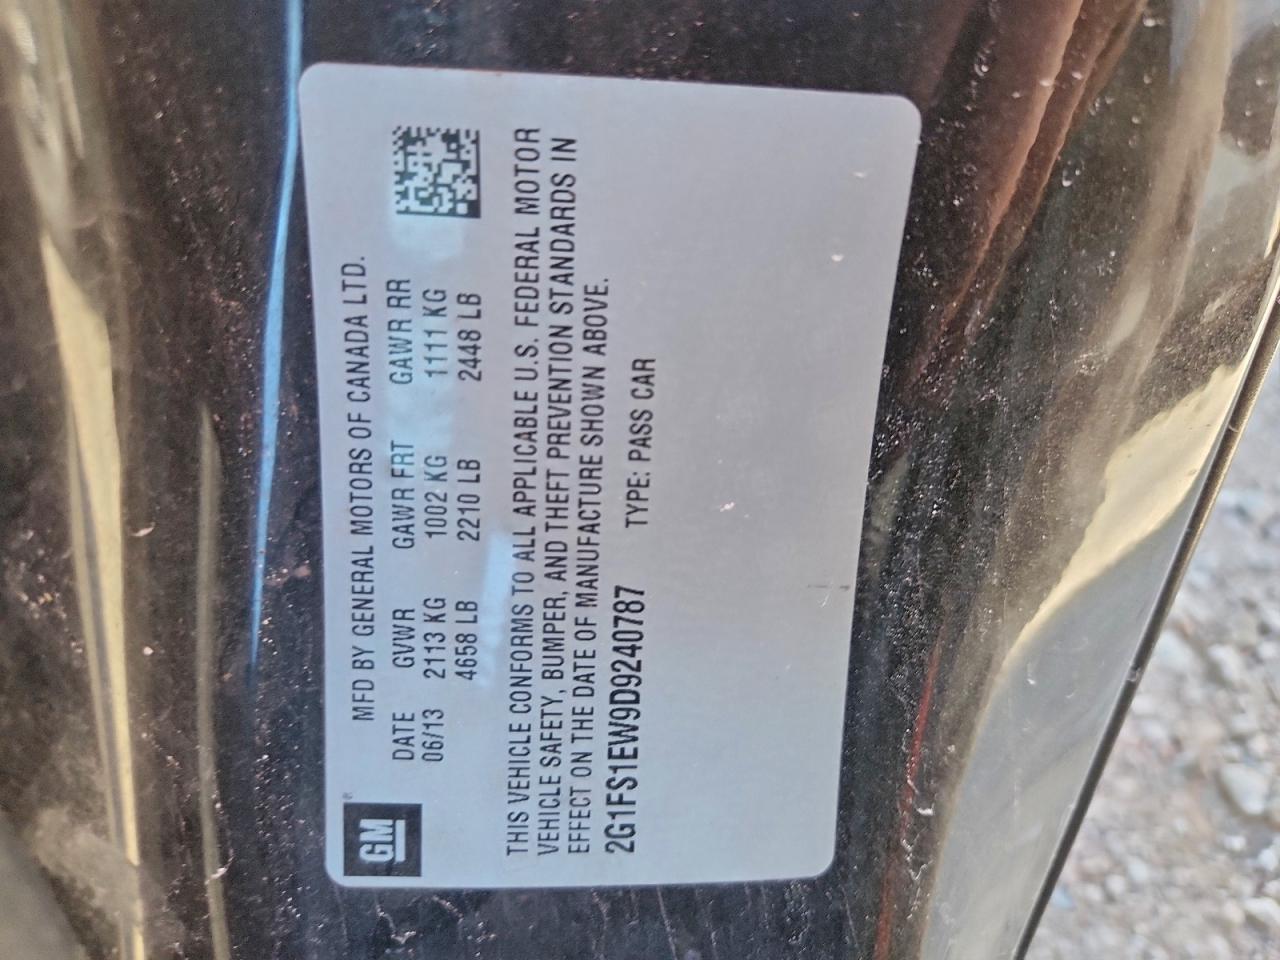 GM
MFD BY GENERAL MOTORS OF CANADA LTD.
DATE GVWR GAWR FRT GAWR RR
06/13 2113 KG 1002 KG 1111 KG
4658 LB 2210 LB 2448 LB
THIS VEHICLE CONFORMS TO ALL APPLICABLE U.S. FEDERAL MOTOR
VEHICLE SAFETY, BUMPER, AND THEFT PREVENTION STANDARDS IN
EFFECT ON THE DATE OF MANUFACTURE SHOWN ABOVE.
2G1FS1EW9D9240787 TYPE: PASS CAR